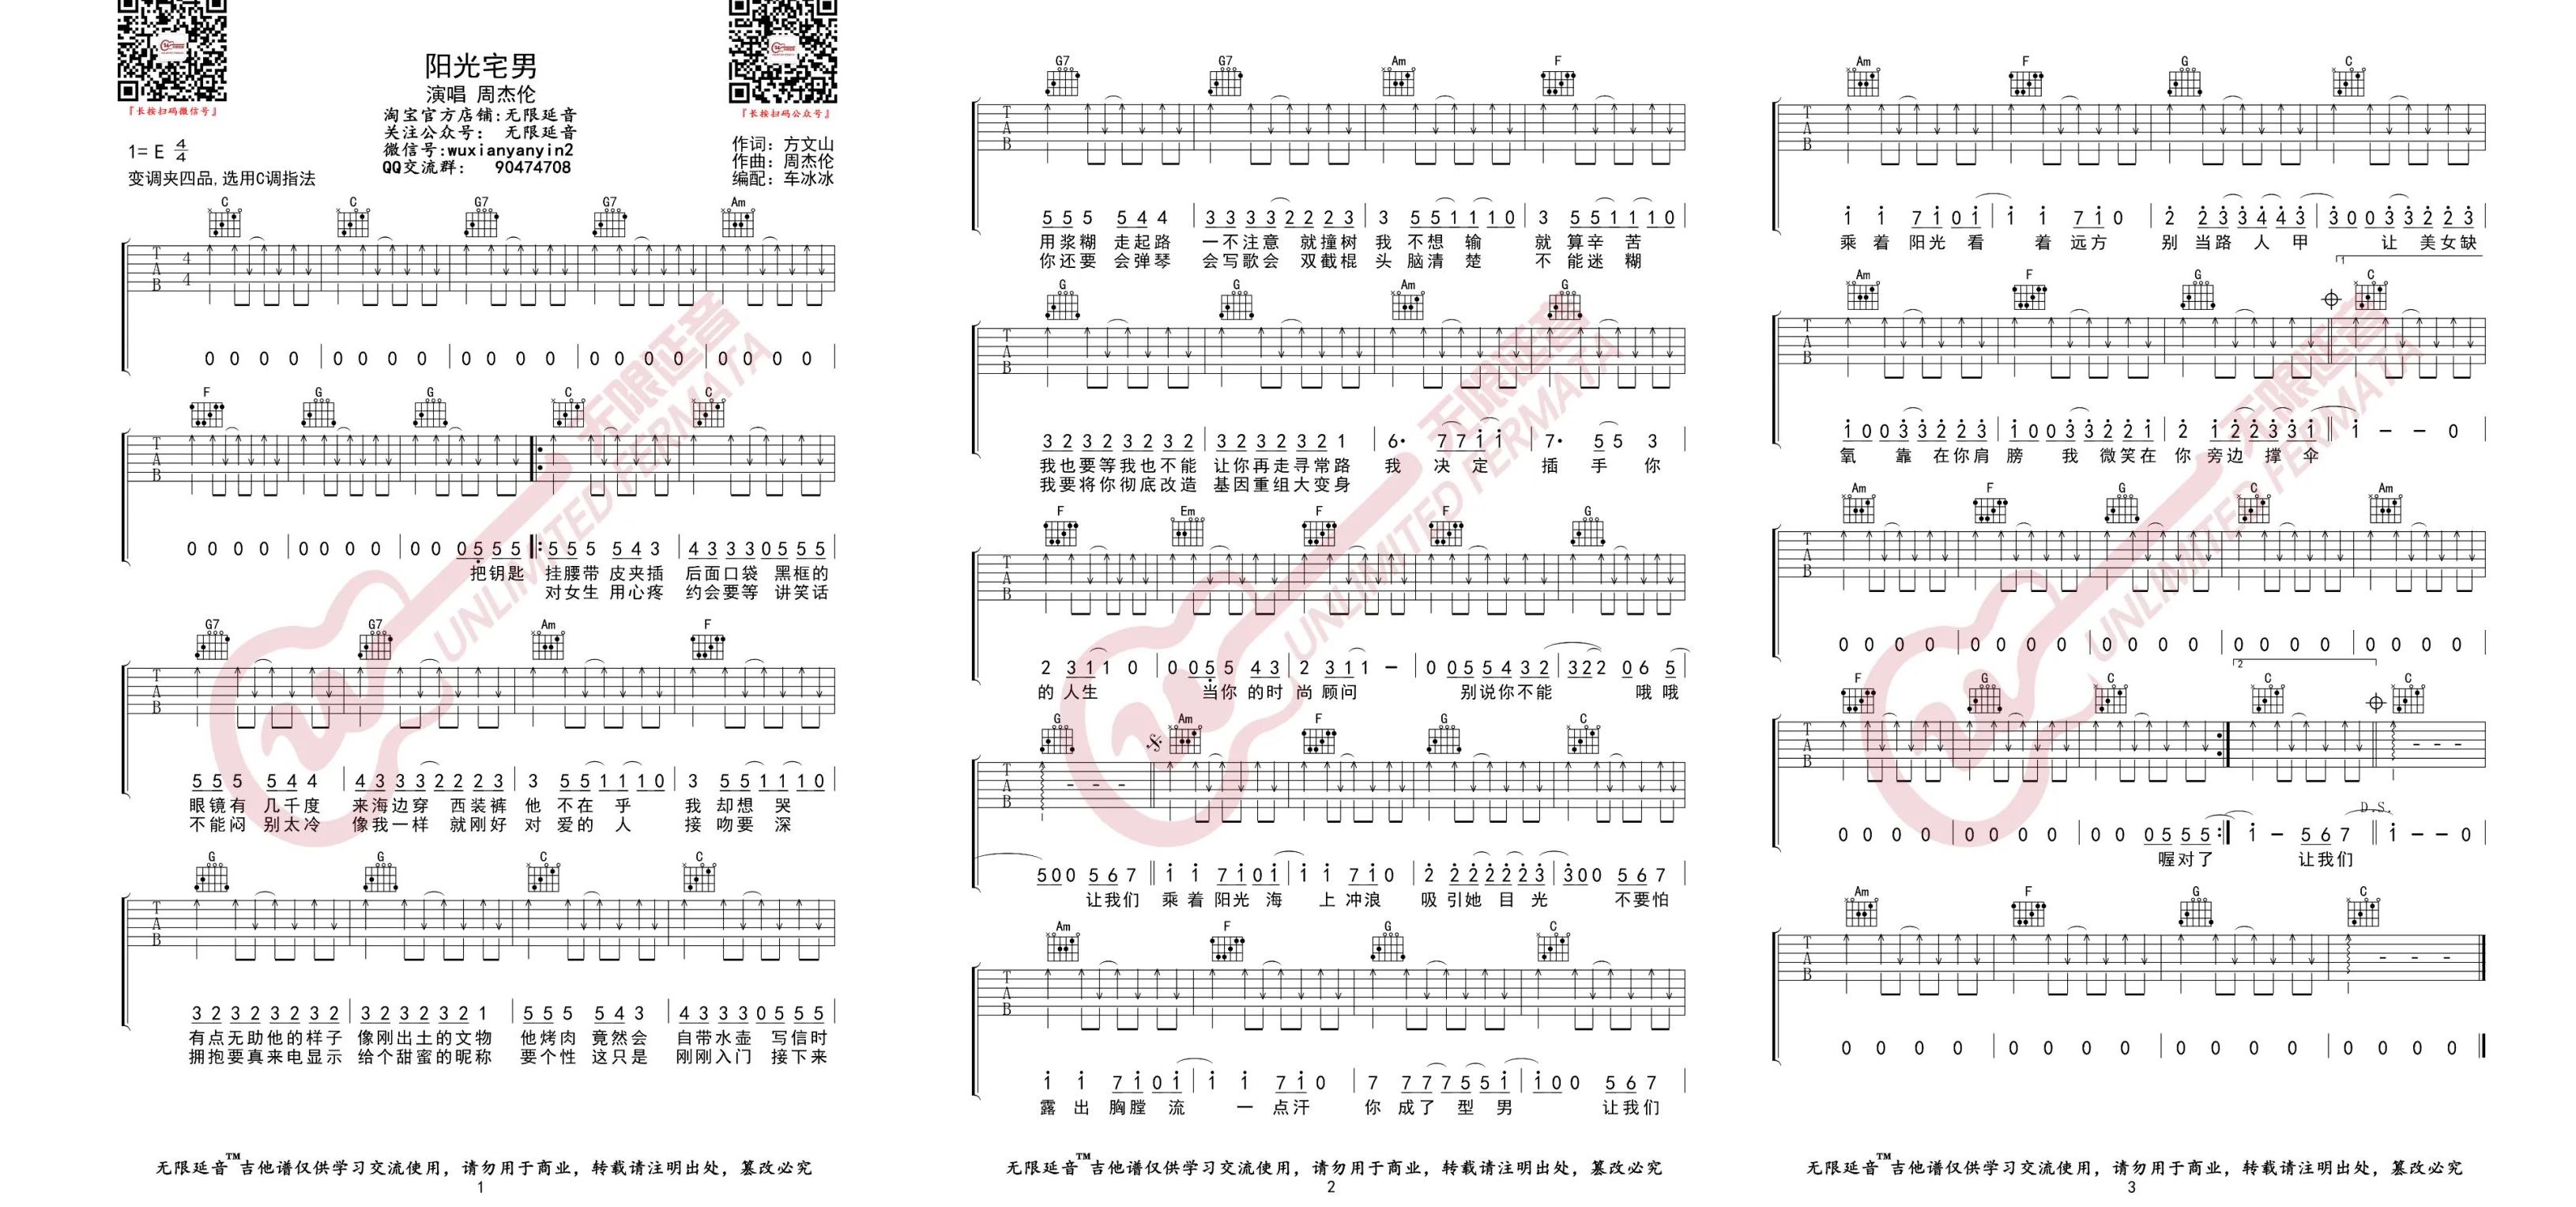 阳光宅男
演唱 周杰伦
淘宝官方店铺:无限延音
关注公众号： 无限延音
微信号:wuxianyanyin2
QQ交流群： 90474708
『长按扫码微信号』
『长按扫码公众号』
1= E 4/4
变调夹四品,选用C调指法
作词：方文山
作曲：周杰伦
编配：车冰冰
C C G7 G7 Am
T A B 4 4
0 0 0 0 | 0 0 0 0 | 0 0 0 0 | 0 0 0 0 | 0 0 0 0 |
F G G C C
T A B
0 0 0 0 | 0 0 0 0 | 0 0 0 5 5 5 ‖: 5 5 5 5 4 3 | 4 3 3 3 0 5 5 5 |
把钥匙 挂腰带 皮夹插 后面口袋 黑框的
对女生 用心疼 约会要等 讲笑话
G7 G7 Am F
T A B
5 5 5 5 4 4 | 4 3 3 3 2 2 2 3 | 3 5 5 1 1 1 0 | 3 5 5 1 1 1 0 |
眼镜有 几千度 来海边穿 西装裤 他 不在 乎 我 却想 哭
不能闷 别太冷 像我一样 就刚好 对 爱的 人 接 吻要 深
G G C C
T A B
3 2 3 2 3 2 3 2 | 3 2 3 2 3 2 1 | 5 5 5 5 4 3 | 4 3 3 3 0 5 5 5 |
有点无助他的样子 像刚出土的文物 他烤肉 竟然会 自带水壶 写信时
拥抱要真来电显示 给个甜蜜的昵称 要个性 这只是 刚刚入门 接下来
无限延音™吉他谱仅供学习交流使用，请勿用于商业，转载请注明出处，篡改必究
1
G7 G7 Am F
T A B
5 5 5 5 4 4 | 3 3 3 3 2 2 2 3 | 3 5 5 1 1 1 0 | 3 5 5 1 1 1 0 |
用浆糊 走起路 一不注意 就撞树 我 不想 输 就 算辛 苦
你还要 会弹琴 会写歌会 双截棍 头 脑清 楚 不 能迷 糊
G G Am G
T A B
3 2 3 2 3 2 3 2 | 3 2 3 2 3 2 1 | 6· 7 7 i i | 7· 5 5 3 |
我也要等我也不能 让你再走寻常路 我 决 定 插 手 你
我要将你彻底改造 基因重组大变身
F Em F F G
T A B
2 3 1 1 0 | 0 0 5 5 4 3 | 2 3 1 1 – | 0 0 5 5 4 3 2 | 3 2 2 0 6 5 |
的 人生 当你 的时 尚 顾问 别说你不能 哦 哦
G Am F G C
T A B
5 0 0 5 6 7 ‖ i i 7 i 0 i | i i 7 i 0 | 2 2 2 2 2 2 3 | 3 0 0 5 6 7 |
让我们 乘 着 阳光 海 上 冲浪 吸 引她 目 光 不要怕
Am F G C
T A B
i i 7 i 0 i | i i 7 i 0 | 7 7 7 7 5 5 i | i 0 0 5 6 7 |
露 出 胸膛 流 一 点汗 你 成了 型 男 让我们
无限延音™吉他谱仅供学习交流使用，请勿用于商业，转载请注明出处，篡改必究
2
Am F G C
T A B
i i 7 i 0 i | i i 7 i 0 | 2 2 3 3 4 4 3 | 3 0 0 3 3 2 2 3 |
乘 着 阳光 看 着 远方 别 当路 人 甲 让 美女缺
1
Am F G C
T A B
i 0 0 3 3 2 2 3 | i 0 0 3 3 2 2 i | 2 i 2 2 3 3 i ‖ i – – 0 |
氧 靠 在你肩 膀 我 微笑在 你 旁边 撑 伞
Am F G C Am
T A B
0 0 0 0 | 0 0 0 0 | 0 0 0 0 | 0 0 0 0 | 0 0 0 0 |
2
F G C C C
T A B
D.S.
0 0 0 0 | 0 0 0 0 | 0 0 0 5 5 5 :‖ i – 5 6 7 ‖ i – – 0 |
喔对了 让我们
Am F G C
T A B
0 0 0 0 | 0 0 0 0 | 0 0 0 0 | 0 0 0 0 ‖
无限延音™吉他谱仅供学习交流使用，请勿用于商业，转载请注明出处，篡改必究
3
无限延音
UNLIMITED FERMATA